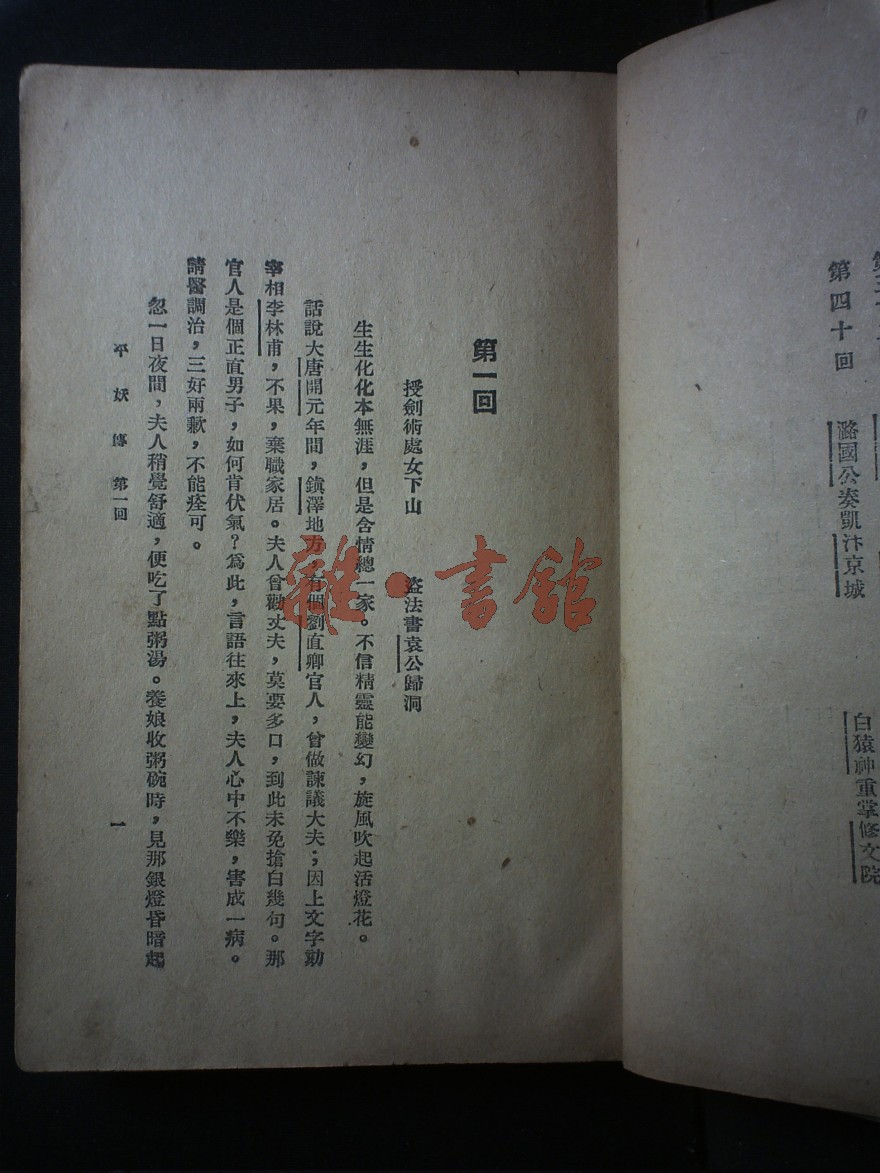 第四十回
潞國公奏凱汴京城
白猿神重掌修文院
第一回
授劍術處女下山 盜法書袁公歸洞
生生化化本無涯，但是含情總一家。不信精靈能變幻，旋風吹起活燈花。
話說大唐開元年間，鎭澤地方，有個劉直卿官人，曾做諫議大夫；因上文字劾
宰相李林甫，不果，棄職家居。夫人曾勸丈夫，莫要多口，到此未免搶白幾句。那
官人是個正直男子，如何肯伏氣？爲此，言語往來上，夫人心中不樂，害成一病。
請醫調治，三好兩歉，不能痊可。
忽一日夜間，夫人稍覺舒適，便吃了點粥湯。養娘收粥碗時，見那銀燈昏暗起
平妖傳 第一回
一
雜·書館